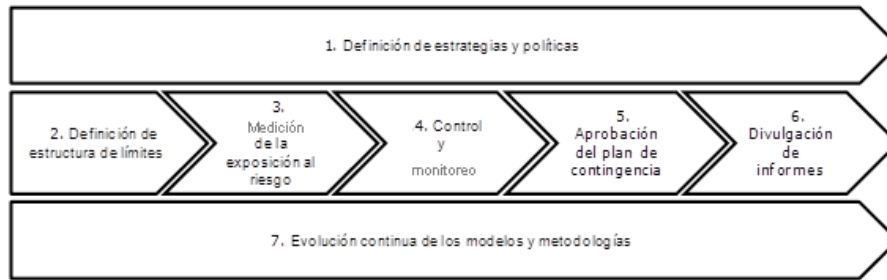 1. Definición de estrategias y políticas
2. Definición de
estructura de límites
3.
Medición
de la
exposición al
riesgo
4. Control
y
monitoreo
5.
Aprobación
del plan de
contingencia
6.
Divulgación
de
informes
7. Evolución continua de los modelos y metodologías